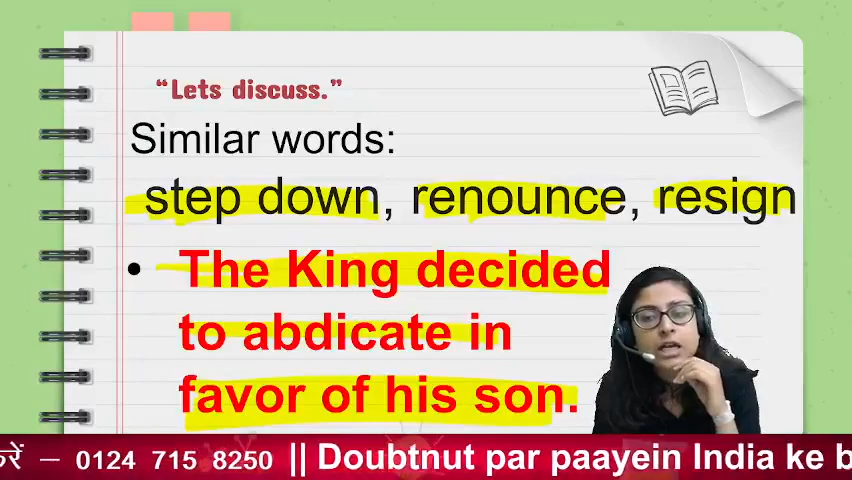 “Lets discuss.”
Similar words:
step down, renounce, resign
• The King decided
to abdicate in
favor of his son.
करें – 0124 715 8250 || Doubtnut par paayein India ke b